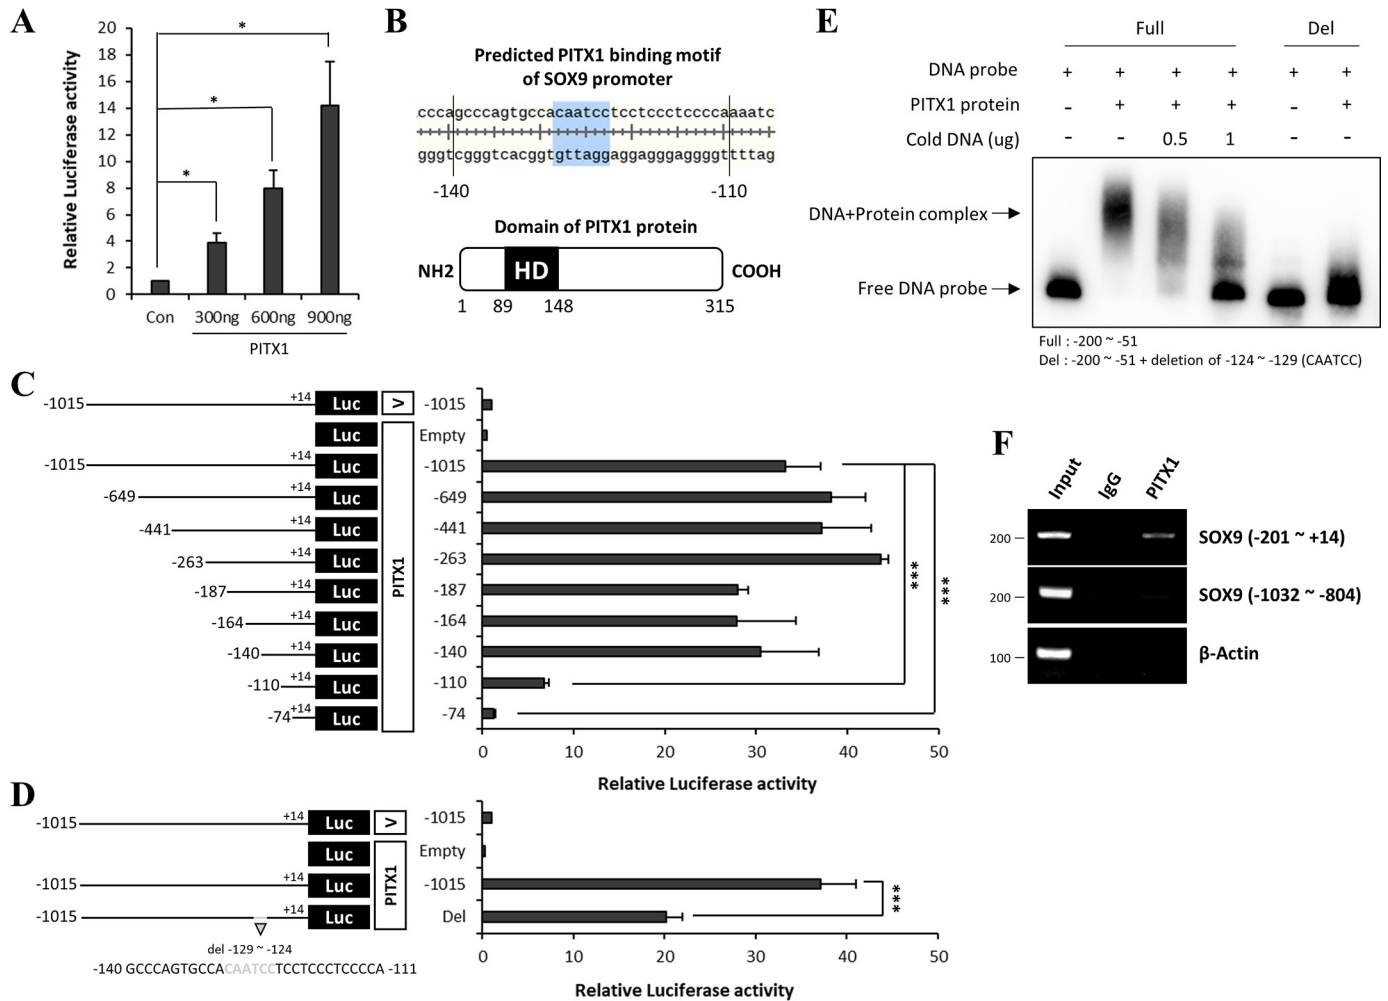 A
Relative Luciferase activity
20
18
16
14
12
10
8
6
4
2
0
*
*
*
Con 300ng 600ng 900ng
PITX1
B
Predicted PITX1 binding motif
of SOX9 promoter
cccagcccagtgccacaatcctcctccctccccaaaatc
gggtcgggtcacggtgttaggaggagggaggggttttag
-140 -110
Domain of PITX1 protein
NH2 HD COOH
1 89 148 315
E
Full Del
DNA probe + + + + + +
PITX1 protein - + + + - +
Cold DNA (ug) - - 0.5 1 - -
DNA+Protein complex
Free DNA probe
Full : -200 ~ -51
Del : -200 ~ -51 + deletion of -124 ~ -129 (CAATCC)
C
-1015 +14 Luc V -1015
Luc Empty
-1015 +14 Luc -1015
-649 +14 Luc -649
-441 +14 Luc -441
-263 +14 Luc -263
-187 +14 Luc -187
-164 +14 Luc -164
-140 +14 Luc -140
-110 +14 Luc -110
-74 +14 Luc -74
PITX1
***
***
0 10 20 30 40 50
Relative Luciferase activity
F
Input IgG PITX1
200 SOX9 (-201 ~ +14)
200 SOX9 (-1032 ~ -804)
100 β-Actin
D
-1015 +14 Luc V -1015
Luc Empty
-1015 +14 Luc -1015
-1015 +14 Luc Del
PITX1
***
del -129 ~ -124
-140 GCCCAGTGCCACAATCCTCCTCCCTCCCCA -111
0 10 20 30 40 50
Relative Luciferase activity